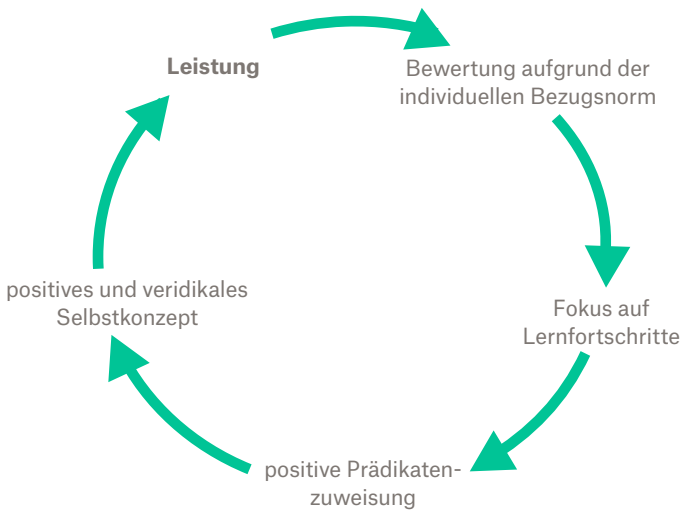 Leistung
Bewertung aufgrund der
individuellen Bezugsnorm
Fokus auf
Lernfortschritte
positive Prädikaten-
zuweisung
positives und veridikales
Selbstkonzept